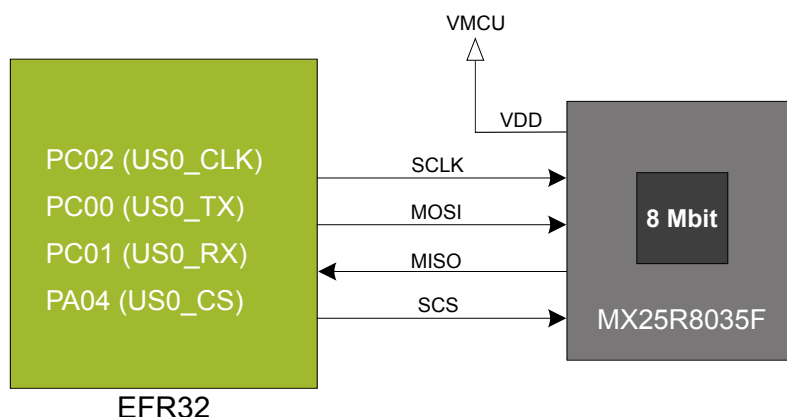 VMCU
VDD
PC02 (US0_CLK)
SCLK
PC00 (US0_TX)
MOSI
8 Mbit
PC01 (US0_RX)
MISO
PA04 (US0_CS)
SCS
MX25R8035F
EFR32